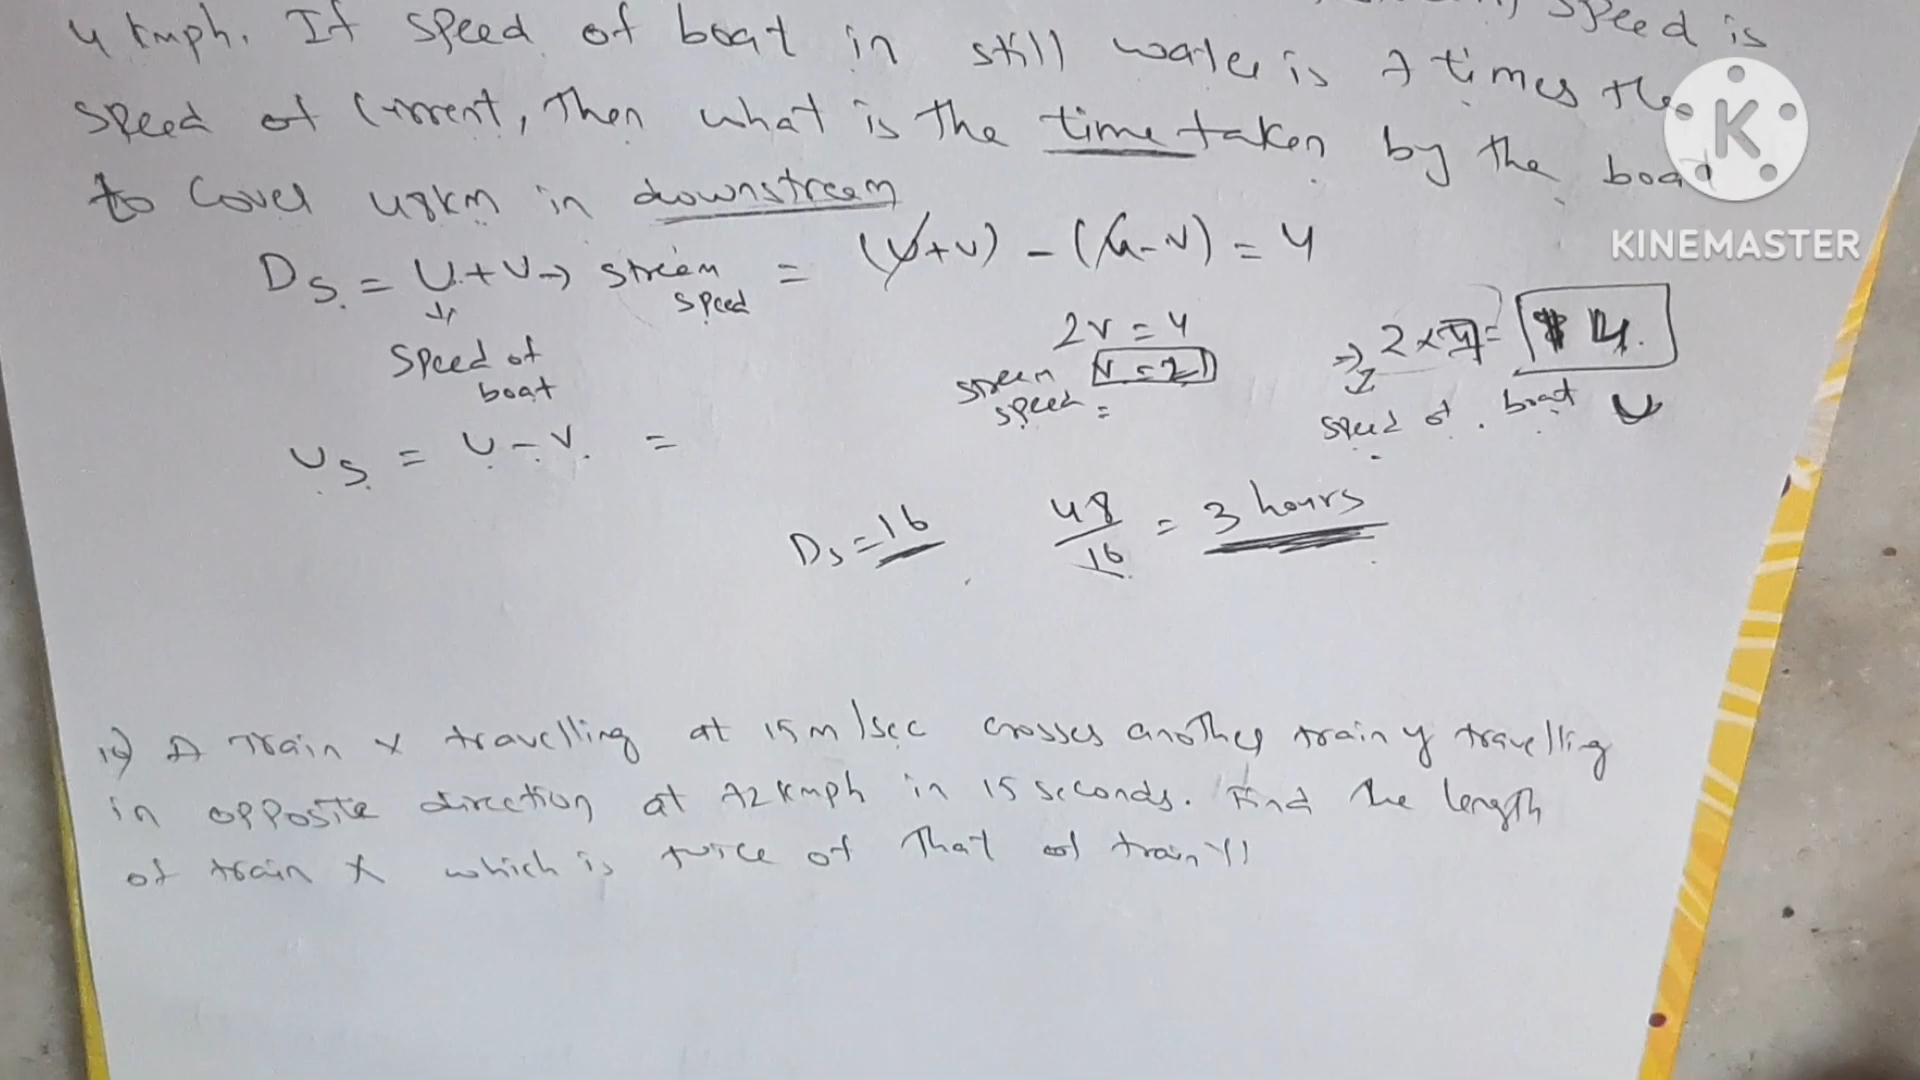 speed is
4 kmph. If speed of boat in still water is 7 times the
speed of current, Then what is the time taken by the boat
to cover 48km in downstream
Ds = U+V → stream speed = (U+V) - (U-V) = 4
speed of boat
2V = 4
stream speed = V = 2
⇒ 2 × 7 = 14.
speed of boat U
Us = U - V =
Ds = 16 48/16 = 3 hours
A Train X travelling at 15m/sec crosses another train y travelling
in opposite direction at 72 kmph in 15 seconds. Find the length
of train X which is twice of That of train Y
K
KINEMASTER